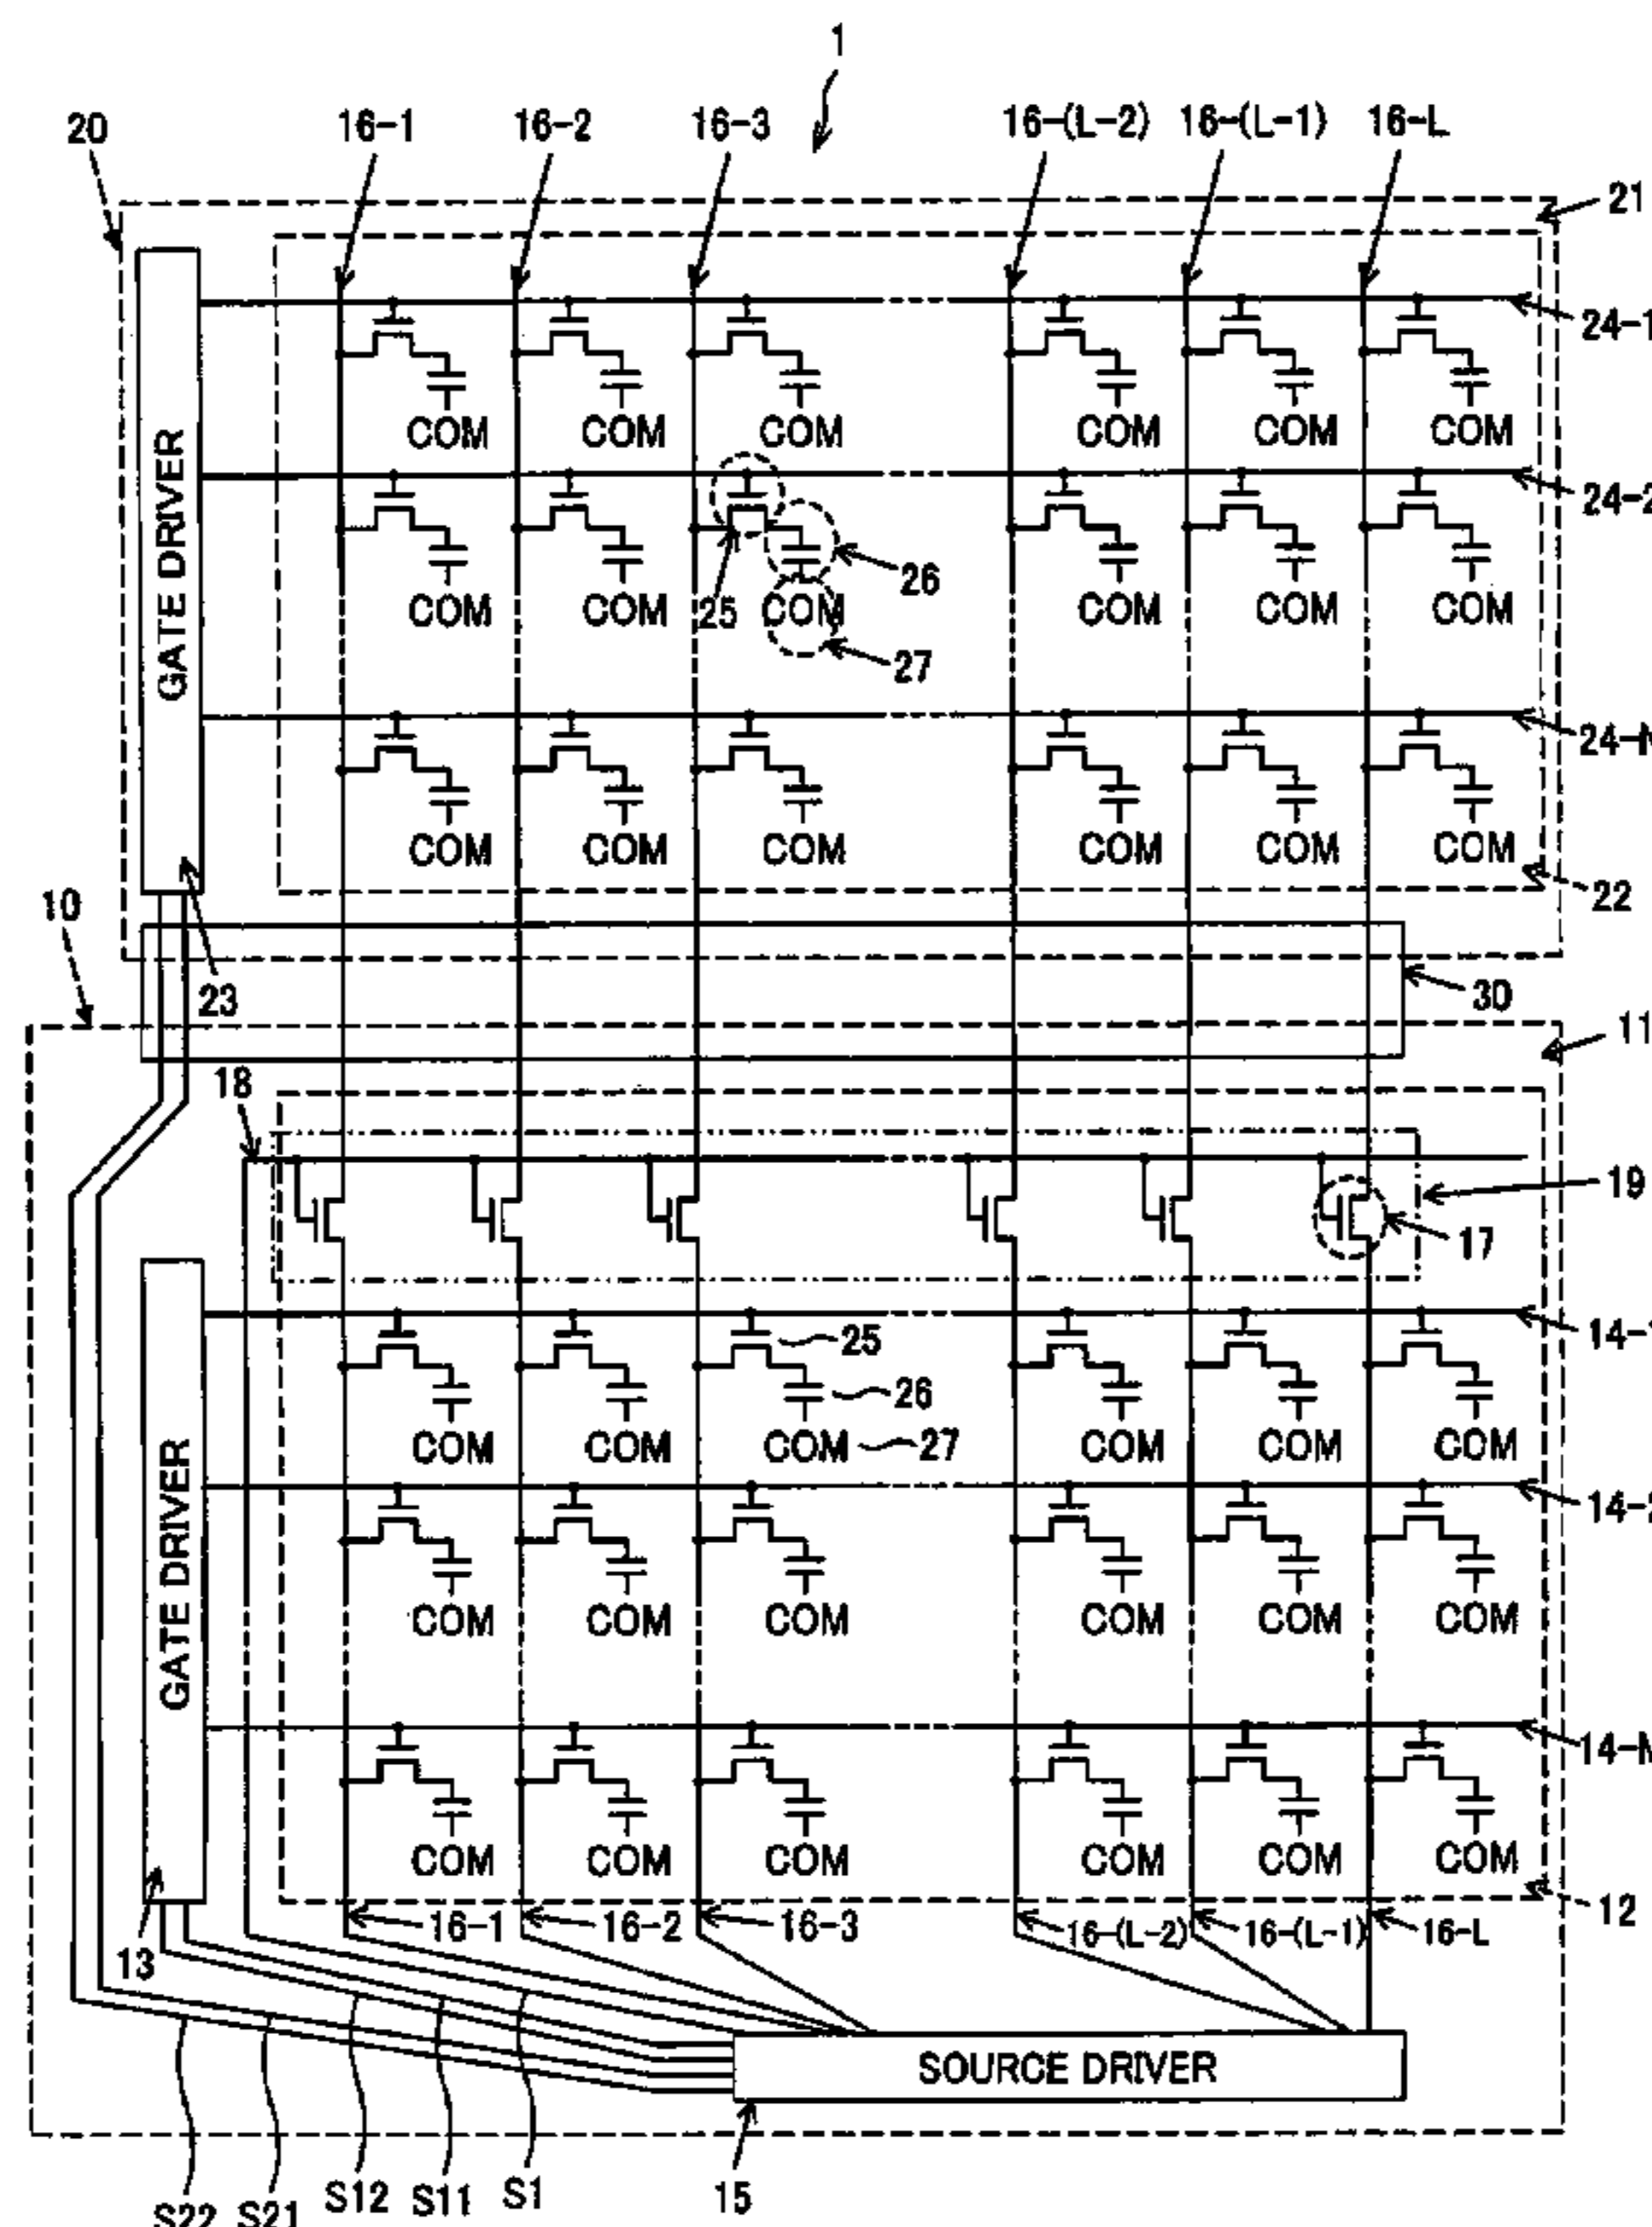 1
20
16-1 16-2 16-3 16-(L-2) 16-(L-1) 16-L
21
24-1
COM COM COM COM COM COM
24-2
GATE DRIVER
25
26
COM COM COM COM COM COM
27
24-
COM COM COM COM COM COM
22
10
23
30
11
18
19
17
14-
25
26
COM COM COM COM COM COM
27
14-2
GATE DRIVER
COM COM COM COM COM COM
14-M
COM COM COM COM COM COM
12
16-1 16-2 16-3 16-(L-2) 16-(L-1) 16-L
13
SOURCE DRIVER
S22 S21 S12 S11 S1 15